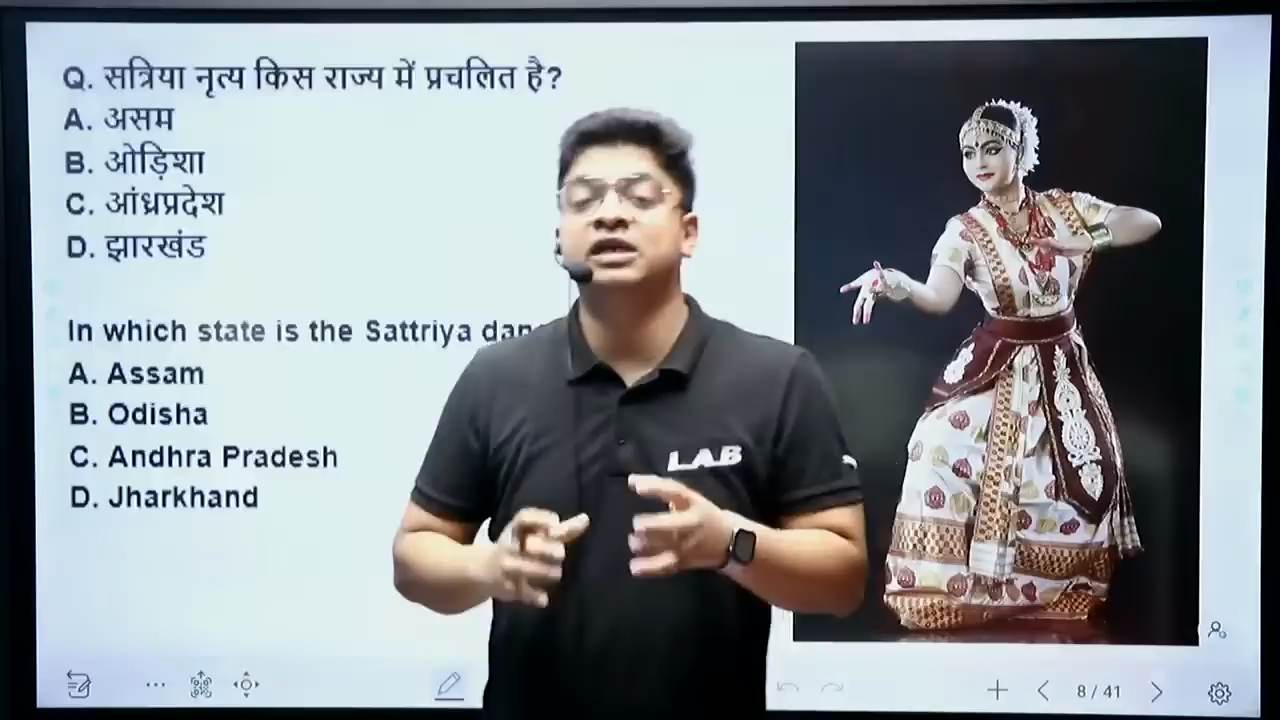 Q. सत्रिया नृत्य किस राज्य में प्रचलित है?
A. असम
B. ओड़िशा
C. आंध्रप्रदेश
D. झारखंड
In which state is the Sattriya
A. Assam
B. Odisha
C. Andhra Pradesh
D. Jharkhand
LAB
8 / 41